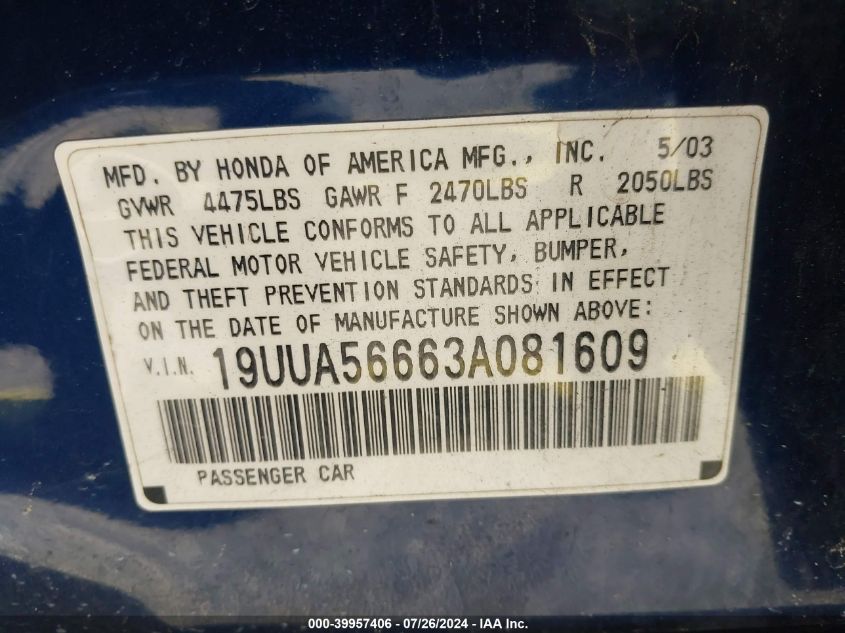 MFD. BY HONDA OF AMERICA MFG., INC. 5/03
GVWR 4475LBS GAWR F 2470LBS R 2050LBS
THIS VEHICLE CONFORMS TO ALL APPLICABLE
FEDERAL MOTOR VEHICLE SAFETY, BUMPER,
AND THEFT PREVENTION STANDARDS IN EFFECT
ON THE DATE OF MANUFACTURE SHOWN ABOVE:
V.I.N. 19UUA56663A081609
PASSENGER CAR
000-39957406 - 07/26/2024 - IAA Inc.